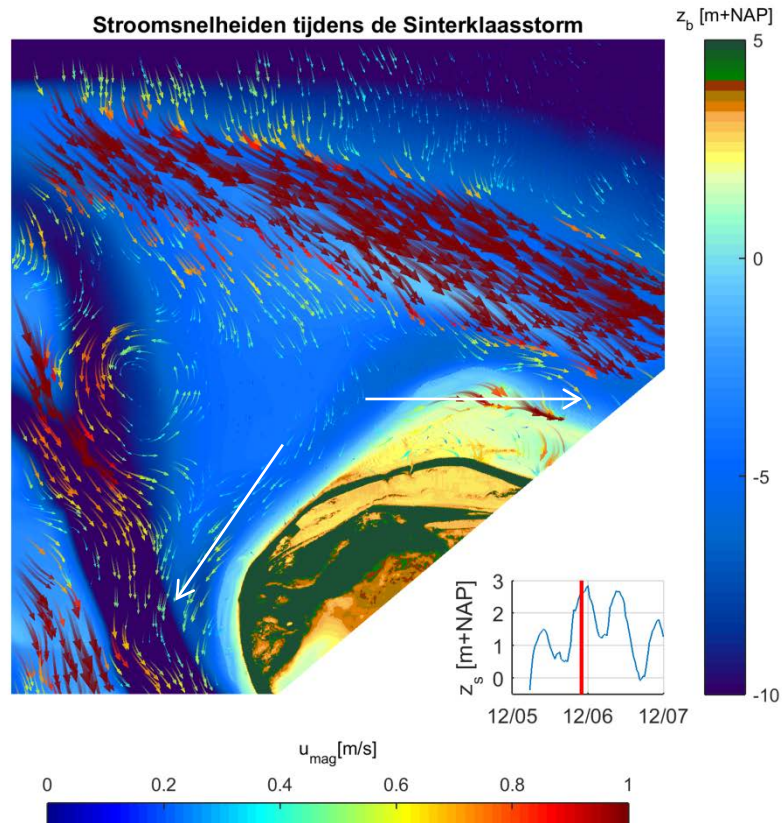 Stroomsnelheiden tijdens de Sinterklaasstorm
z_b [m+NAP]
5
0
-5
-10
z_s [m+NAP]
3
2
1
0
12/05 12/06 12/07
u_mag[m/s]
0 0.2 0.4 0.6 0.8 1